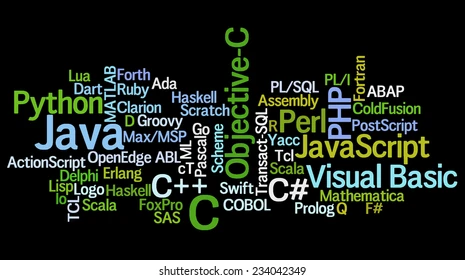 Objective-C
Lua
MATLAB
Forth
Dart
Ruby
Ada
Python
Clarion
Haskell
Scratch
D
Groovy
Java
Max/MSP
ML
Pascal
Scheme
ActionScript
OpenEdge ABL
Delphi
Erlang
Lisp
Logo
Haskell
C++
Io
TCL
Scala
FoxPro
SAS
C
Swift
COBOL
PL/SQL
PL/I
Fortran
ABAP
Assembly
PHP
ColdFusion
R
Perl
PostScript
Transact-SQL
Yacc
JavaScript
Tcl
Scala
Visual Basic
C#
Mathematica
Prolog
Q
F#
shutterstock.com · 234042349